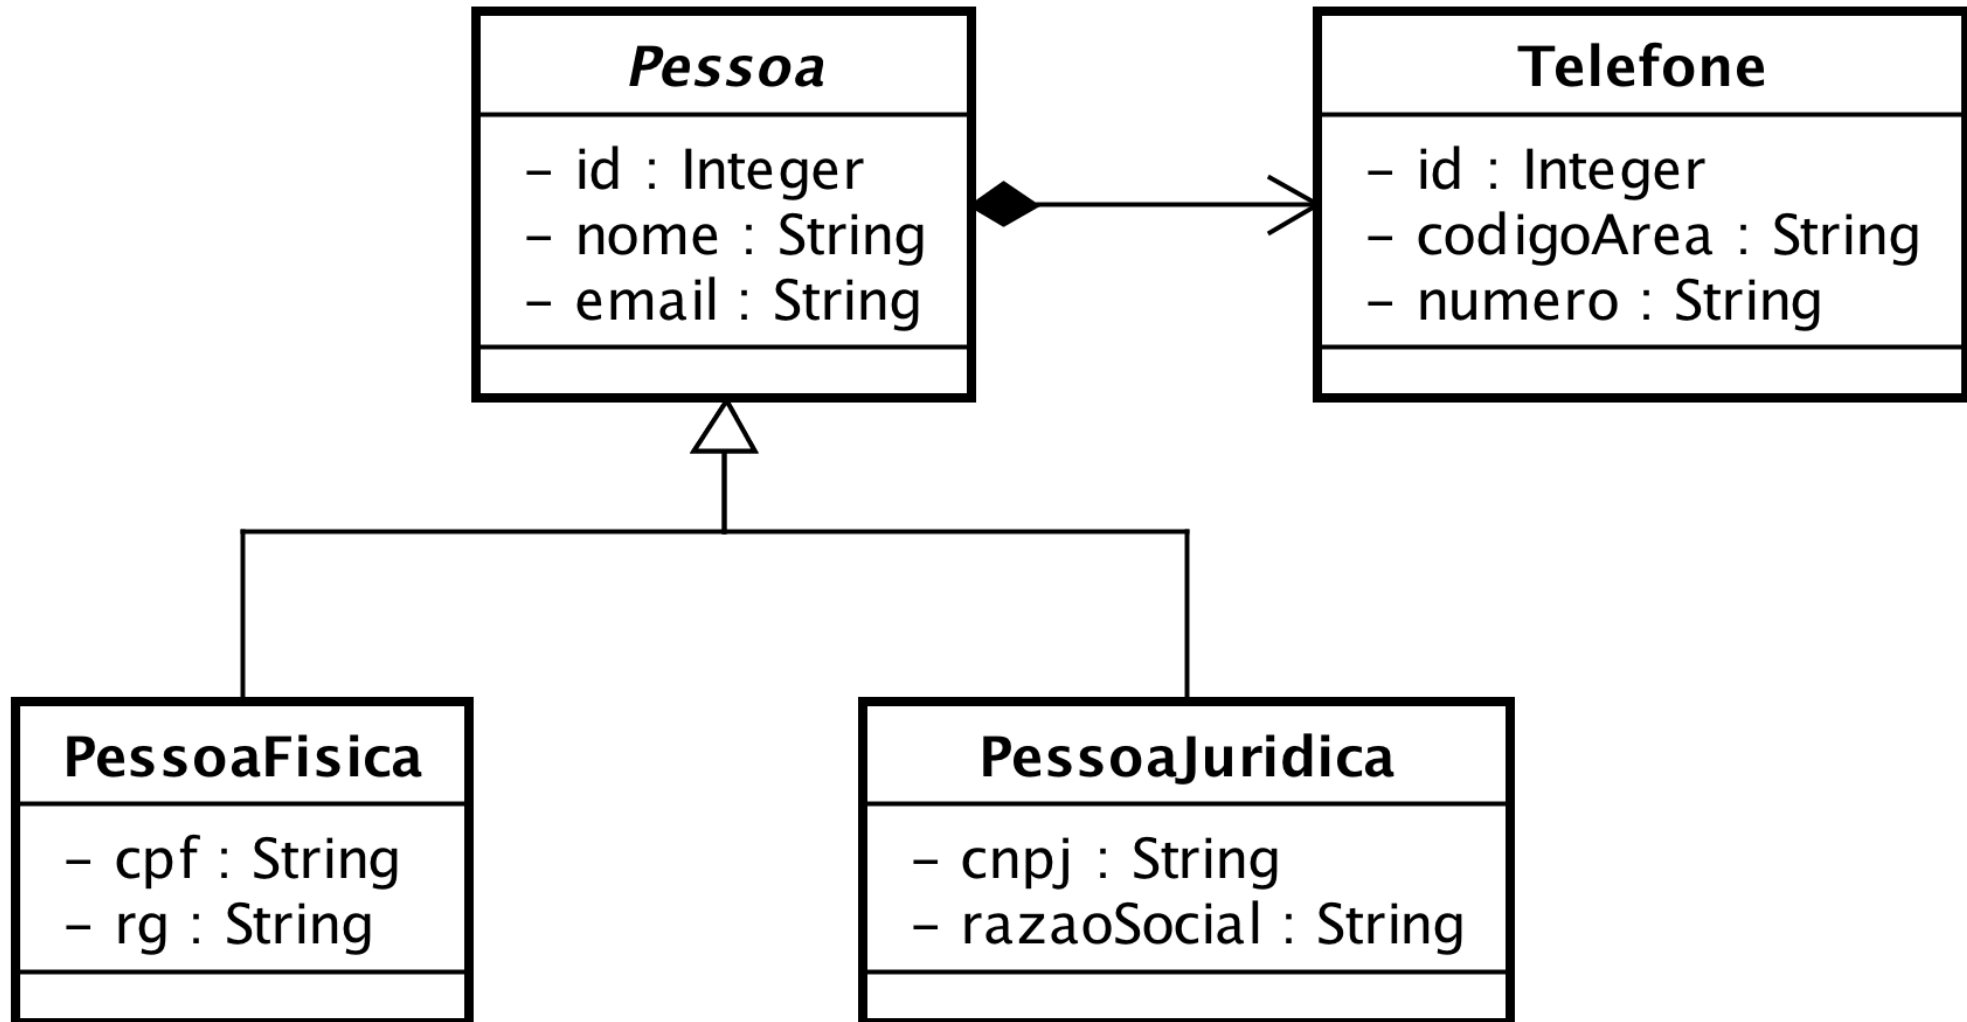 Pessoa
– id : Integer
– nome : String
– email : String
Telefone
– id : Integer
– codigoArea : String
– numero : String
PessoaFisica
– cpf : String
– rg : String
PessoaJuridica
– cnpj : String
– razaoSocial : String